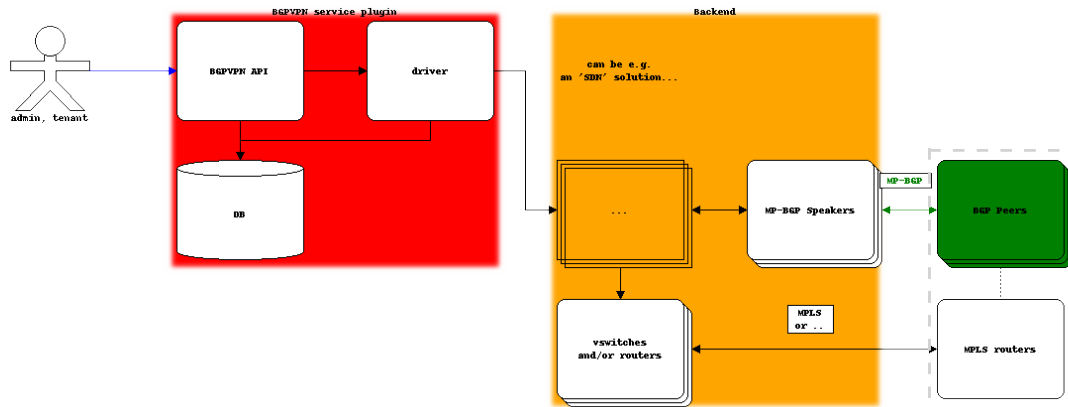 BGPVPN service plugin
Backend
BGPVPN API
driver
can be e.g.
an 'SDN' solution...
admin, tenant
MP-BGP
DB
...
MP-BGP Speakers
BGP Peers
MPLS
or ..
vswitches
and/or routers
MPLS routers